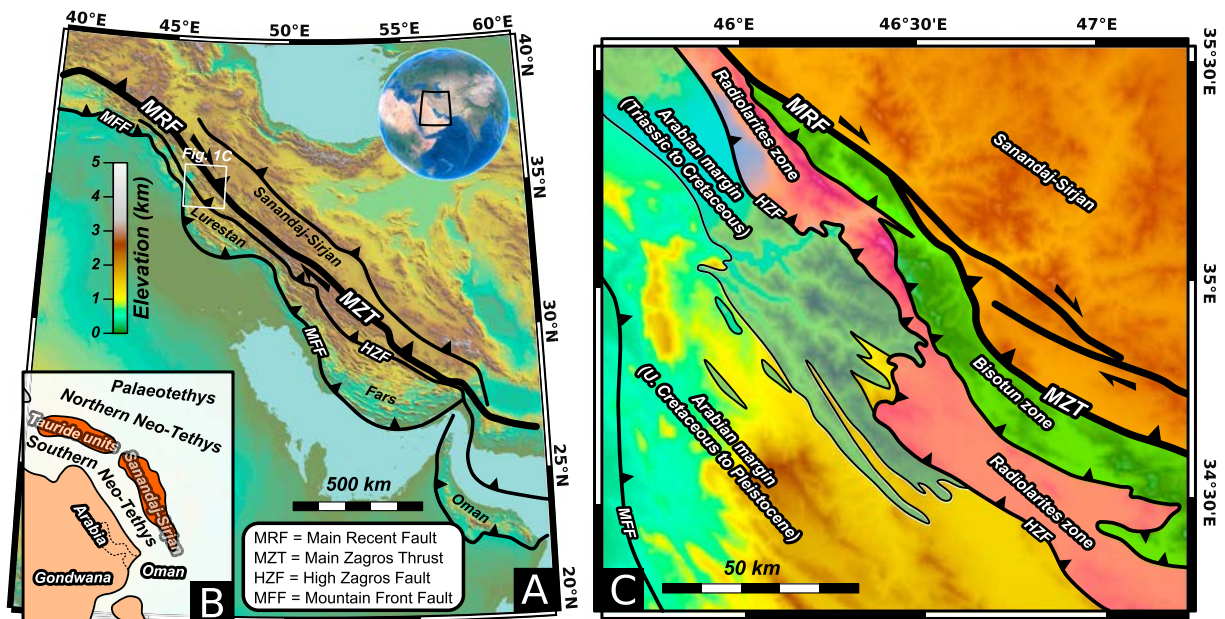 40°E
45°E
50°E
55°E
60°E
40°N
35°N
30°N
25°N
20°N
MRF
MFF
Fig. 1C
5
4
3
2
1
0
Elevation (km)
Lurestan
Sanandaj-Sirjan
MZT
HZF
MFF
Fars
Oman
500 km
MRF = Main Recent Fault
MZT = Main Zagros Thrust
HZF = High Zagros Fault
MFF = Mountain Front Fault
A
Palaeotethys
Northern Neo-Tethys
Tauride units
Southern
Neo-Tethys
Sanandaj-Sirjan
Arabia
Gondwana
Oman
B
46°E
46°30'E
47°E
35°30'E
35°E
34°30'E
Radiolarites zone
MRF
Arabian margin
(Triassic to Cretaceous)
HZF
Sanandaj-Sirjan
Bisotun zone
MZT
Arabian margin
(U. Cretaceous to Pleistocene)
Radiolarites zone
HZF
MFF
50 km
C